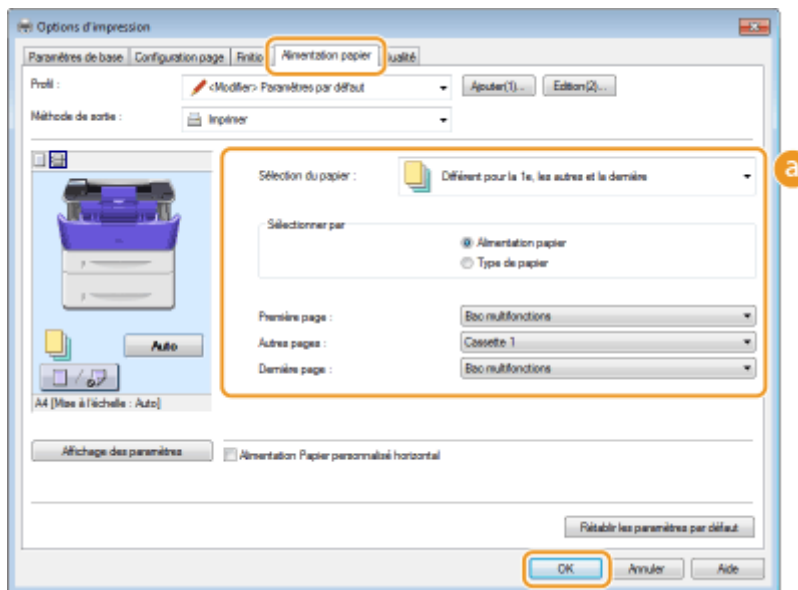 Options d'impression
Paramètres de base Configuration page Finitio Alimentation papier ualité
Profil : <Modifier> Paramètres par défaut Ajouter(1)... Edition(2)...
Méthode de sortie : Imprimer
a
Sélection du papier : Différent pour la 1e, les autres et la dernière
Sélectionner par
Alimentation papier
Type de papier
Première page : Bac multifonctions
Autres pages : Cassette 1
Dernière page : Bac multifonctions
Auto
A4 [Mise à l'échelle : Auto]
Affichage des paramètres Alimentation Papier personnalisé horizontal
Rétablir les paramètres par défaut
OK Annuler Aide